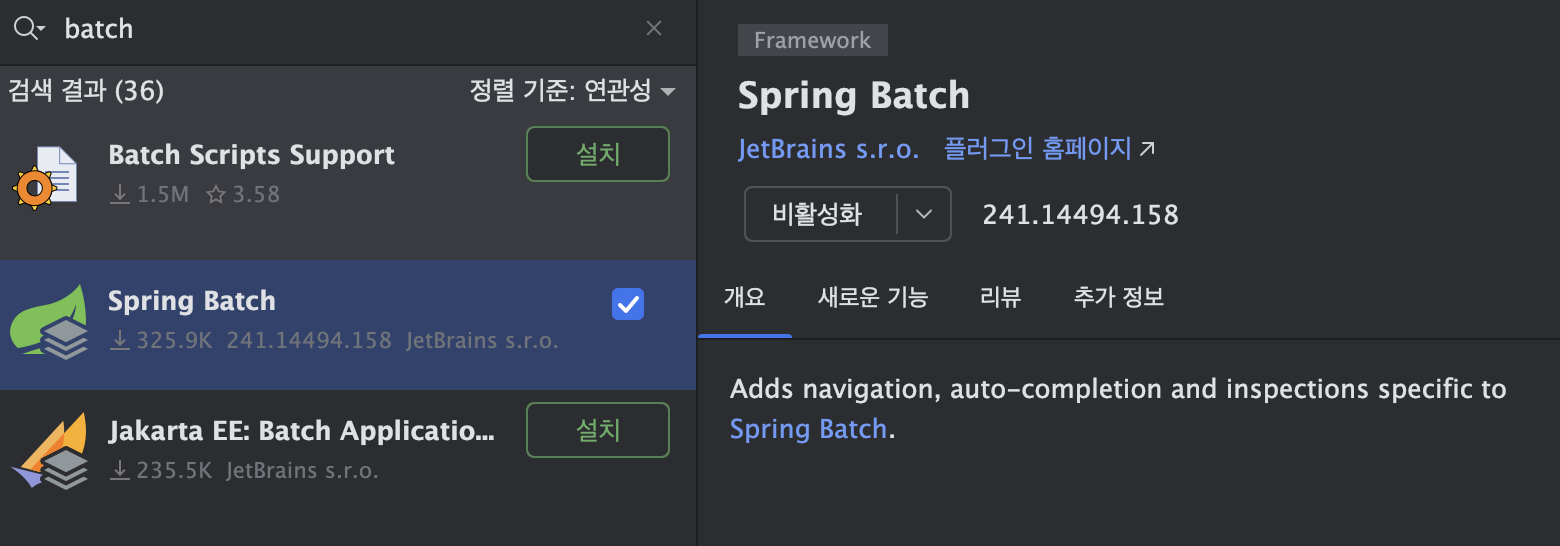 batch
검색 결과 (36)
정렬 기준: 연관성
Batch Scripts Support
설치
1.5M 3.58
Spring Batch
325.9K 241.14494.158 JetBrains s.r.o.
Jakarta EE: Batch Applicatio...
설치
235.5K JetBrains s.r.o.
Framework
Spring Batch
JetBrains s.r.o. 플러그인 홈페이지
비활성화
241.14494.158
개요 새로운 기능 리뷰 추가 정보
Adds navigation, auto-completion and inspections specific to
Spring Batch.